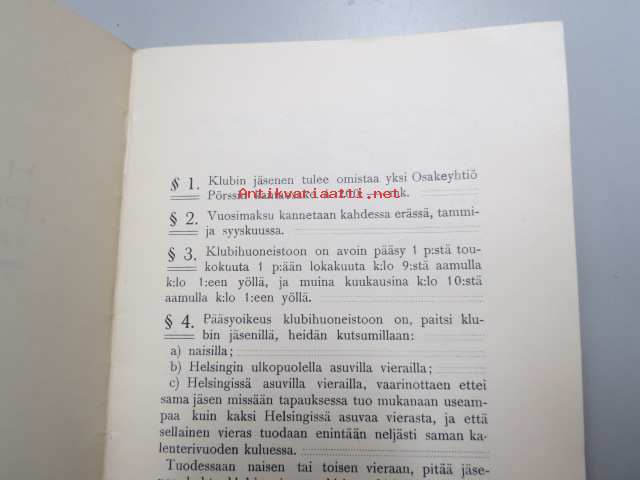 § 1. Klubin jäsenen tulee omistaa yksi Osakeyhtiö
Antikvariaatti.net
§ 2. Vuosimaksu kannetaan kahdessa erässä, tammi-
ja syyskuussa.
§ 3. Klubihuoneistoon on avoin pääsy 1 p:stä tou-
kokuuta 1 p:ään lokakuuta k:lo 9:stä aamulla
k:lo 1:een yöllä, ja muina kuukausina k:lo 10:stä
aamulla k:lo 1:een yöllä.
§ 4. Pääsyoikeus klubihuoneistoon on, paitsi klu-
bin jäsenillä, heidän kutsumillaan:
a) naisilla;
b) Helsingin ulkopuolella asuvilla vierailla;
c) Helsingissä asuvilla vierailla, vaarinottaen ettei
sama jäsen missään tapauksessa tuo mukanaan useam-
paa kuin kaksi Helsingissä asuvaa vierasta, ja että
sellainen vieras tuodaan enintään neljästi saman ka-
lenterivuoden kuluessa.
Tuodessaan naisen tai toisen vieraan, pitää jäse-